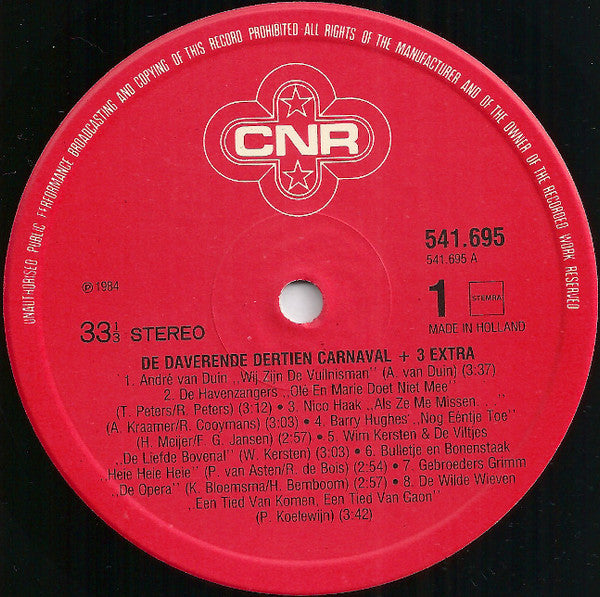 UNAUTHORISED PUBLIC PERFORMANCE BROADCASTING AND COPYING OF THIS RECORD PROHIBITED·ALL RIGHTS OF THE MANUFACTURER AND OF THE OWNER OF THE RECORDED WORK RESERVED
CNR
541.695
541.695 A
℗ 1984
1
STEMRA
33⅓ STEREO
MADE IN HOLLAND
DE DAVERENDE DERTIEN CARNAVAL + 3 EXTRA
1. André van Duin „Wij Zijn De Vuilnisman" (A. van Duin) (3:37)
2. De Havenzangers „Olé En Marie Doet Niet Mee"
(T. Peters/R. Peters) (3:12) • 3. Nico Haak „Als Ze Me Missen. . ."
(A. Kraamer/R. Cooymans) (3:03) • 4. Barry Hughes „Nog Eéntje Toe"
(H. Meijer/F. G. Jansen) (2:57) • 5. Wim Kersten & De Viltjes
„De Liefde Bovenal" (W. Kersten) (3:30) • 6. Bulletje en Bonenstaak
„Heie Heie Heie" (P. van Asten/R. de Bois) (2:54) • 7. Gebroeders Grimm
„De Opera" (K. Bloemsma/H. Bemboom) (2:57) • 8. De Wilde Wieven
„Een Tied Van Komen, Een Tied Van Gaon"
(P. Koelewijn) (3:42)